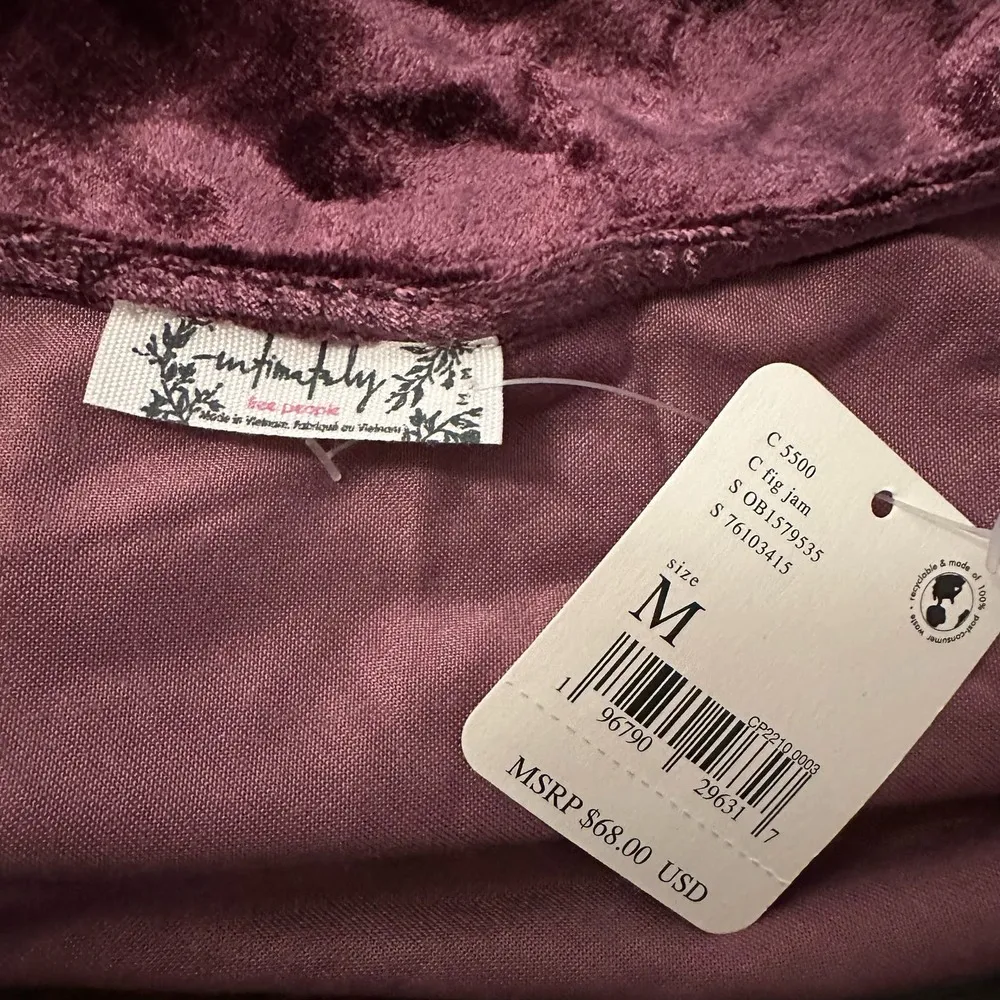 intimately
free people
Made in Vietnam. Fabriqué au Vietnam
M M
C 5500
C fig jam
S OB1579535
S 76103415
recyclable & made of 100% post-consumer waste
size
M
CP2210.0003
1 96790 29631 7
MSRP $68.00 USD